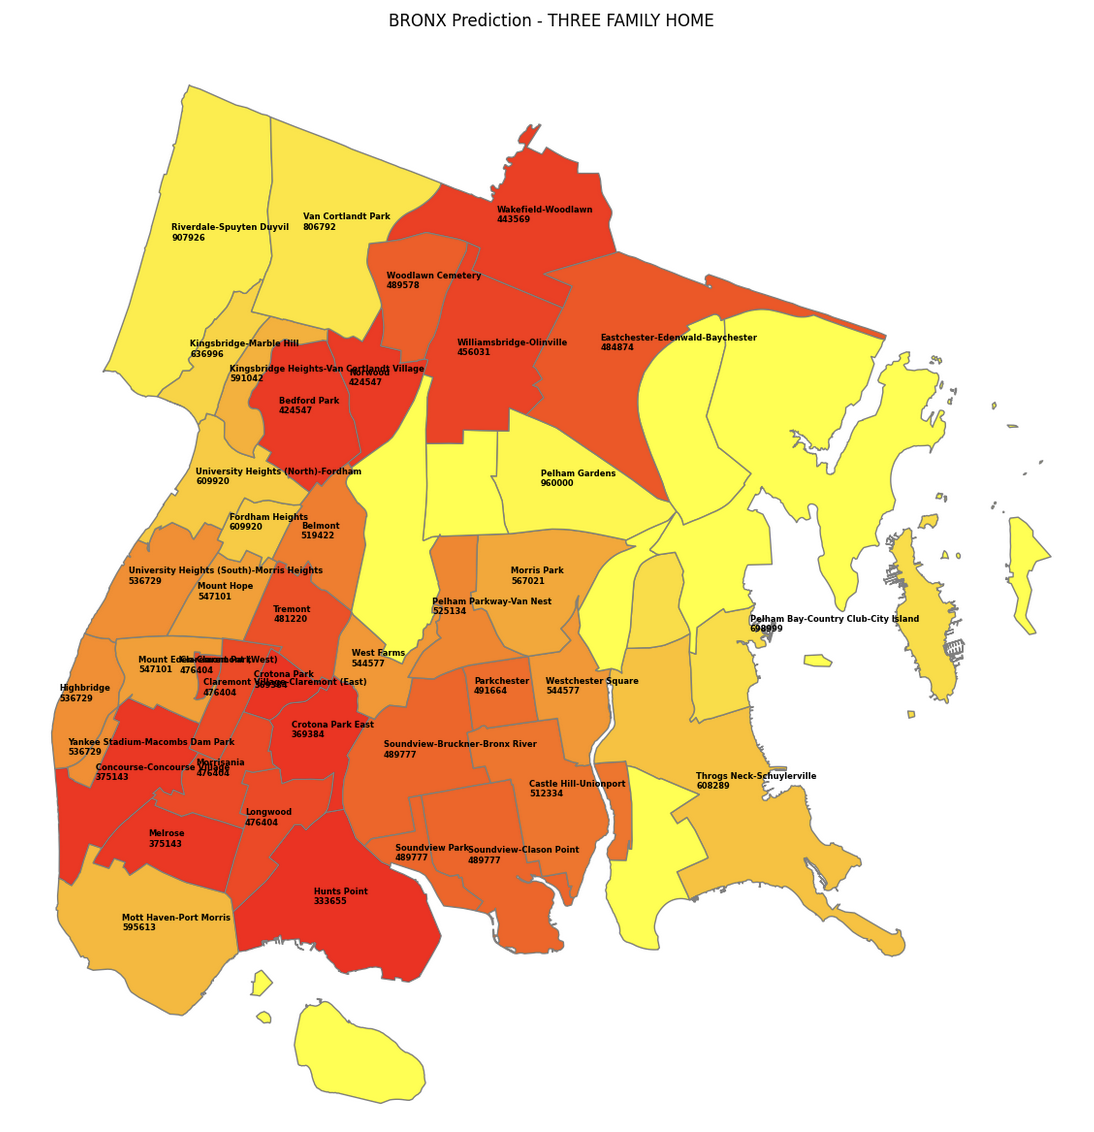 BRONX Prediction - THREE FAMILY HOME
Wakefield-Woodlawn
443569
Van Cortlandt Park
806792
Riverdale-Spuyten Duyvil
907926
Woodlawn Cemetery
489578
Eastchester-Edenwald-Baychester
484874
Williamsbridge-Olinville
456031
Kingsbridge-Marble Hill
636996
Kingsbridge Heights-Van Cortlandt Village
591042
Norwood
424547
Bedford Park
424547
University Heights (North)-Fordham
609920
Pelham Gardens
960000
Fordham Heights
609920
Belmont
519422
University Heights (South)-Morris Heights
536729
Morris Park
567021
Mount Hope
547101
Pelham Parkway-Van Nest
525134
Tremont
481220
Pelham Bay-Country Club-City Island
698999
West Farms
544577
Mount
547101
(West)
476404
Crotona Park
369384
Claremont Village-Claremont (East)
476404
Parkchester
491664
Westchester Square
544577
Highbridge
536729
Crotona Park East
369384
Yankee Stadium-Macombs Dam Park
536729
Soundview-Bruckner-Bronx River
489777
Morrisania
476404
Concourse-Concourse Village
375143
Throgs Neck-Schuylerville
608289
Castle Hill-Unionport
512334
Longwood
476404
Melrose
375143
Soundview Park
489777
Soundview-Clason Point
489777
Hunts Point
333655
Mott Haven-Port Morris
595613